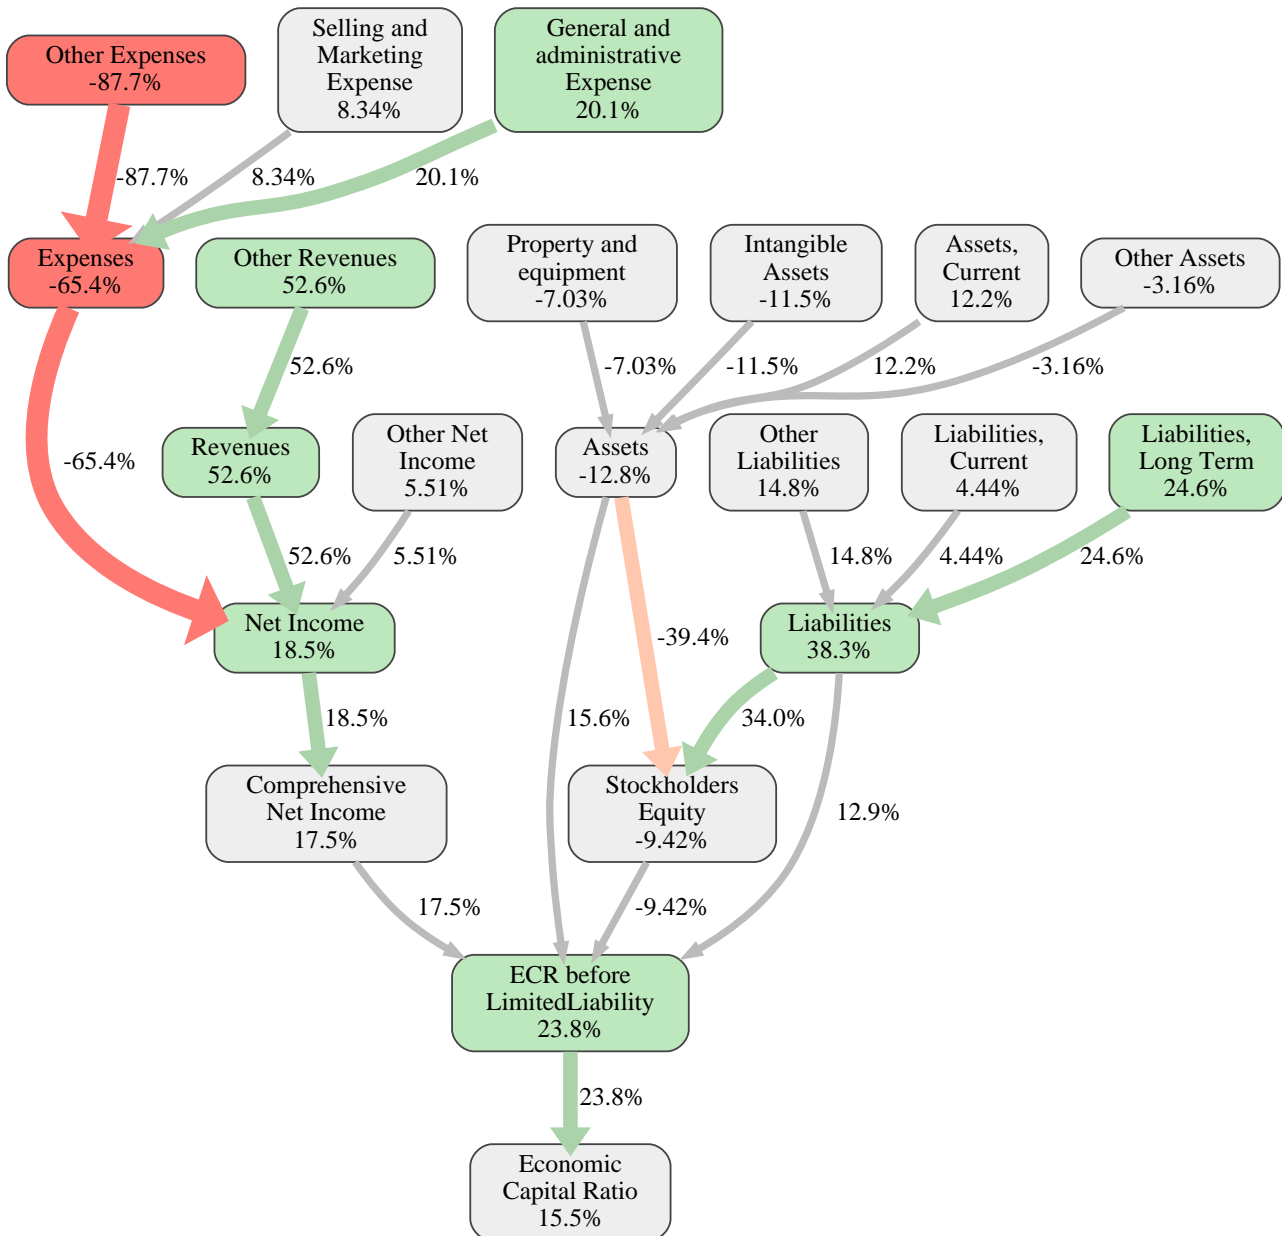 Other Expenses
-87.7%
Selling and
Marketing
Expense
8.34%
General and
administrative
Expense
20.1%
-87.7%
8.34%
20.1%
Expenses
-65.4%
Other Revenues
52.6%
Property and
equipment
-7.03%
Intangible
Assets
-11.5%
Assets,
Current
12.2%
Other Assets
-3.16%
52.6%
-7.03%
-11.5%
12.2%
-3.16%
-65.4%
Revenues
52.6%
Other Net
Income
5.51%
Assets
-12.8%
Other
Liabilities
14.8%
Liabilities,
Current
4.44%
Liabilities,
Long Term
24.6%
52.6%
5.51%
14.8%
4.44%
24.6%
Net Income
18.5%
-39.4%
Liabilities
38.3%
18.5%
15.6%
34.0%
Comprehensive
Net Income
17.5%
Stockholders
Equity
-9.42%
12.9%
17.5%
-9.42%
ECR before
LimitedLiability
23.8%
23.8%
Economic
Capital Ratio
15.5%